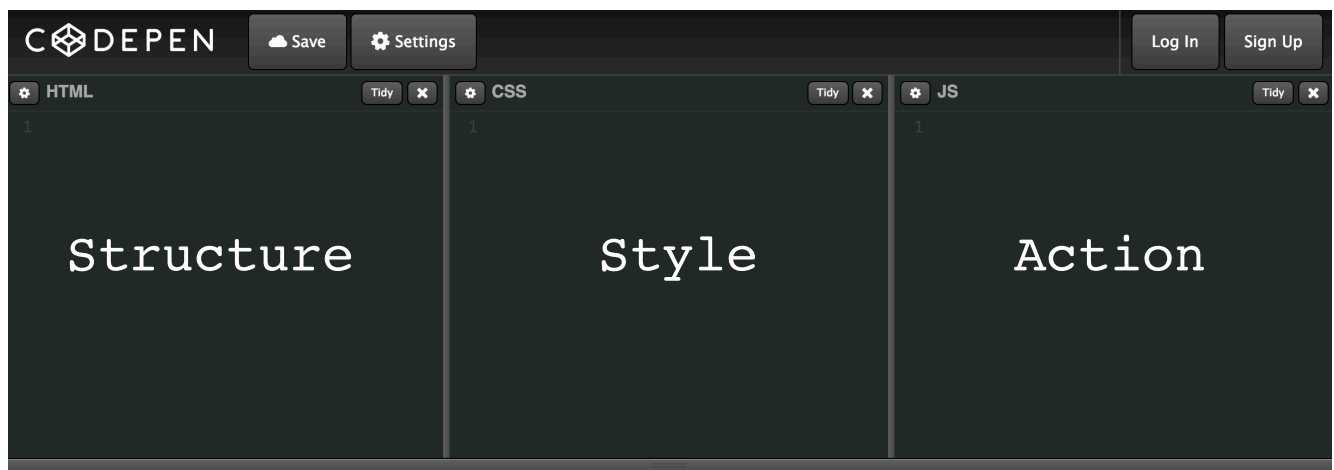 CODEPEN Save Settings Log In Sign Up
HTML Tidy CSS Tidy JS Tidy
1 1 1
Structure Style Action